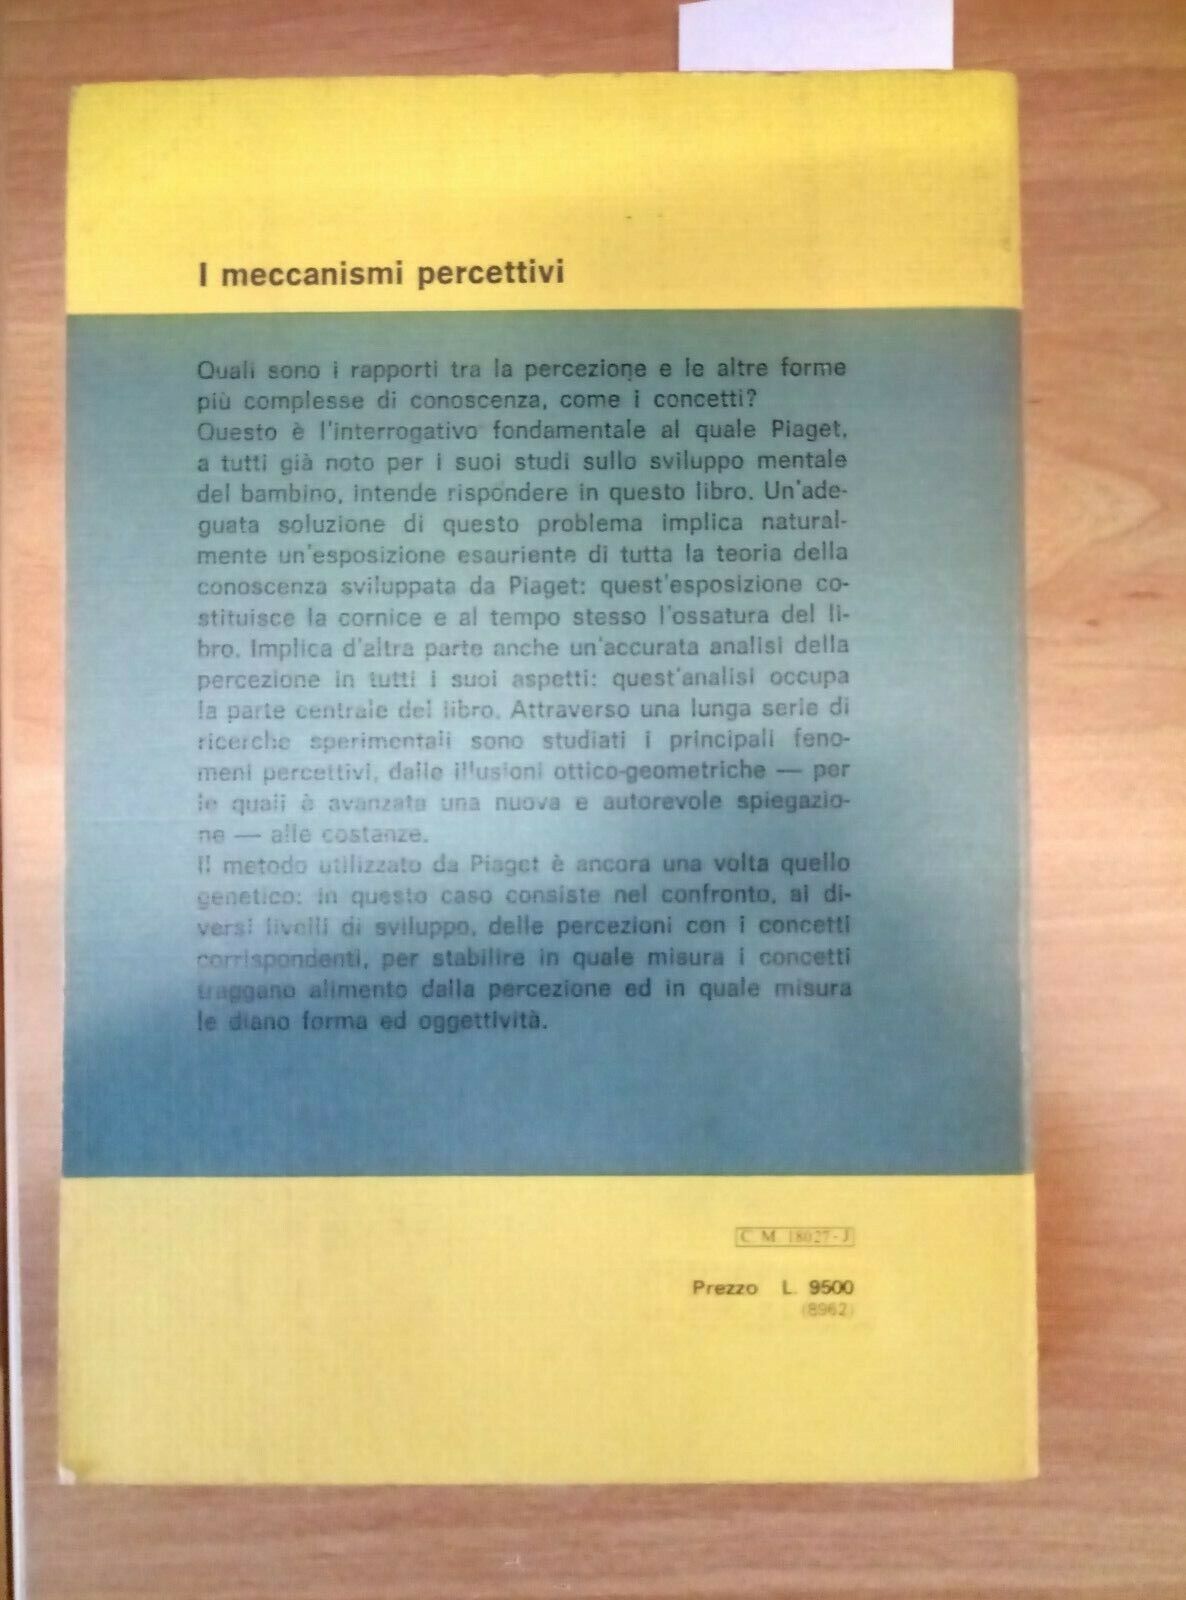 I meccanismi percettivi
Quali sono i rapporti tra la percezione e le altre forme
più complesse di conoscenza, come i concetti?
Questo è l'interrogativo fondamentale al quale Piaget,
a tutti già noto per i suoi studi sullo sviluppo mentale
del bambino, intende rispondere in questo libro. Un'ade-
guata soluzione di questo problema implica natural-
mente un'esposizione esauriente di tutta la teoria della
conoscenza sviluppata da Piaget: quest'esposizione co-
stituisce la cornice e al tempo stesso l'ossatura del li-
bro. Implica d'altra parte anche un'accurata analisi della
percezione in tutti i suoi aspetti: quest'analisi occupa
la parte centrale del libro. Attraverso una lunga serie di
ricerche sperimentali sono studiati i principali feno-
meni percettivi, dalle illusioni ottico-geometriche — per
le quali è avanzata una nuova e autorevole spiegazio-
ne — alle costanze.
Il metodo utilizzato da Piaget è ancora una volta quello
genetico: in questo caso consiste nel confronto, ai di-
versi livelli di sviluppo, delle percezioni con i concetti
corrispondenti, per stabilire in quale misura i concetti
traggano alimento dalla percezione ed in quale misura
le diano forma ed oggettività.
C. M. 18027-J
Prezzo L. 9500
(8962)